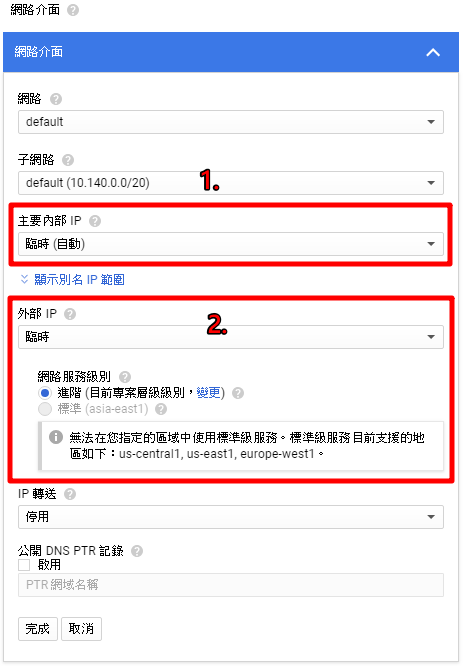 網路介面
網路介面
網路
default
子網路
default (10.140.0.0/20)
1.
主要內部 IP
臨時 (自動)
顯示別名 IP 範圍
外部 IP
2.
臨時
網路服務級別
進階 (目前專案層級級別，變更)
標準 (asia-east1)
無法在您指定的區域中使用標準級服務。標準級服務目前支援的地
區如下：us-central1, us-east1, europe-west1。
IP 轉送
停用
公開 DNS PTR 記錄
啟用
PTR 網域名稱
完成 取消